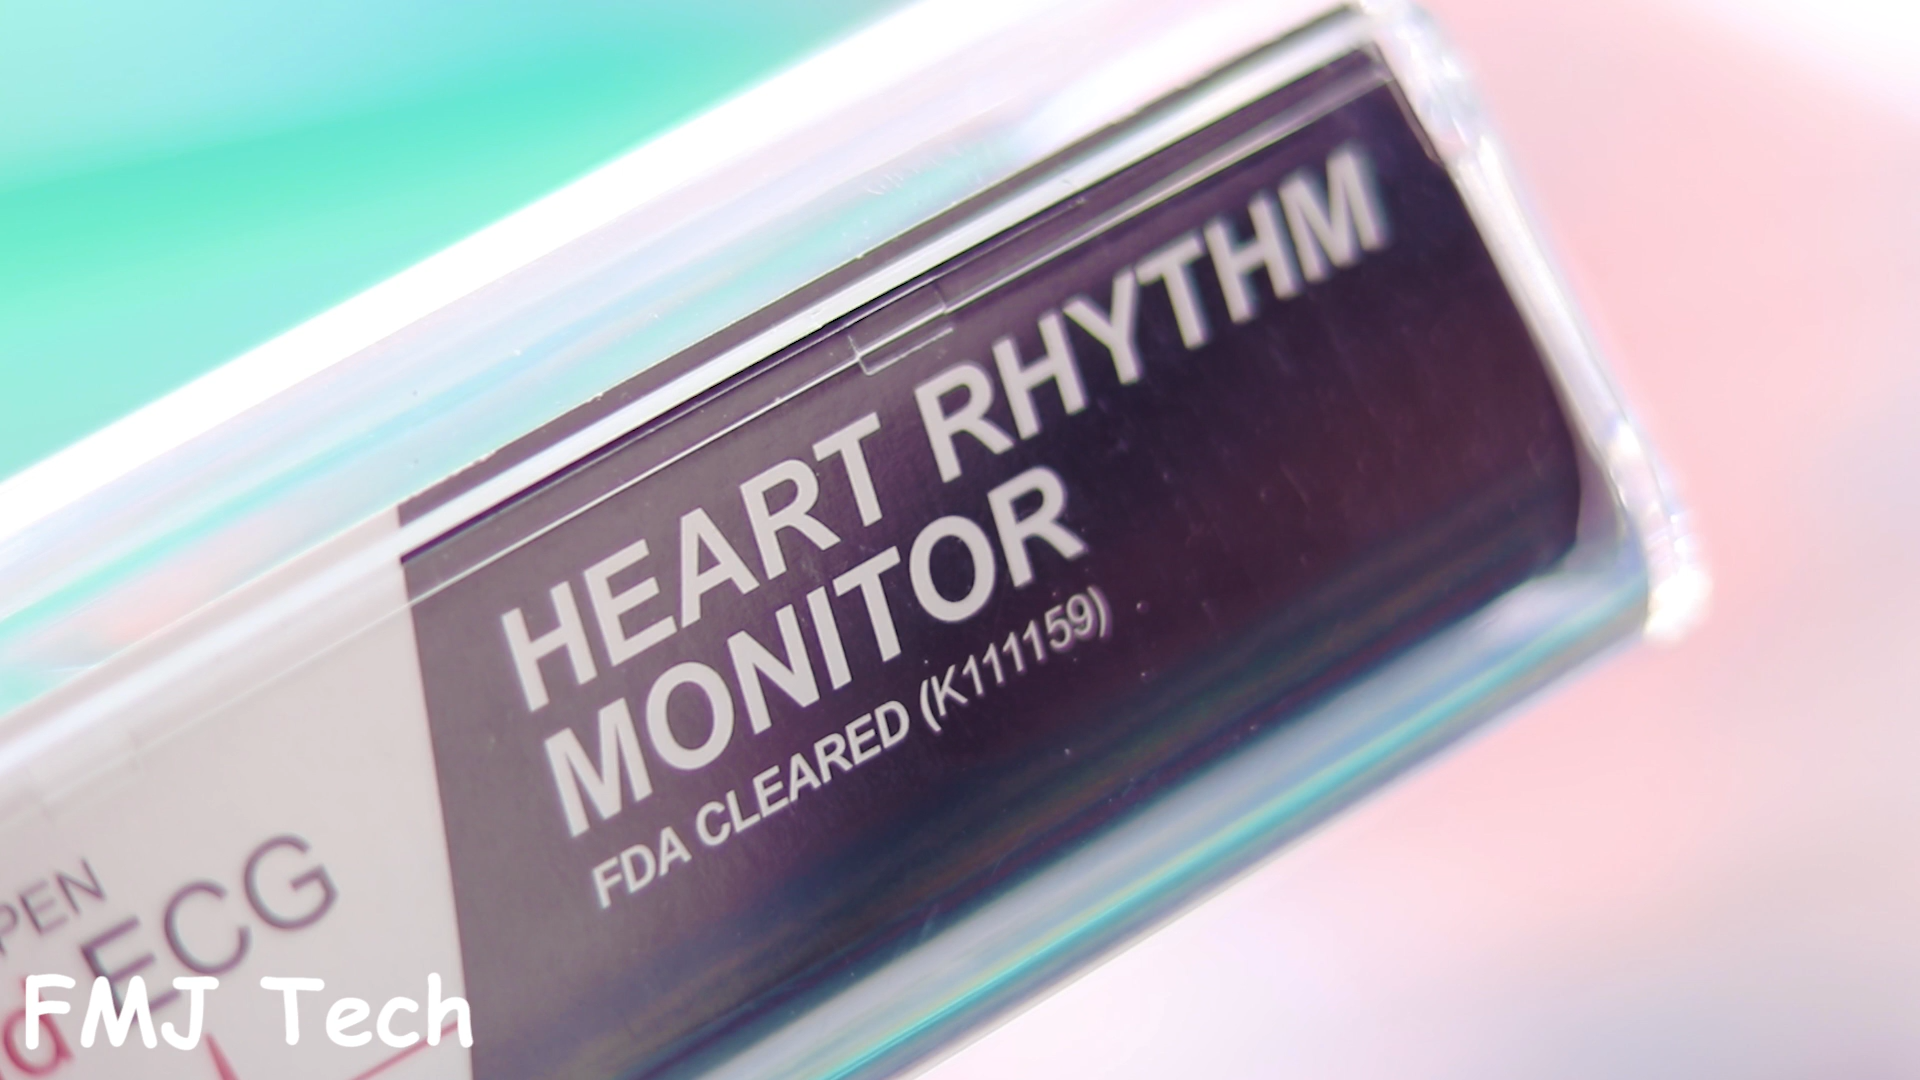 HEART RHYTHM
MONITOR
FDA CLEARED (K111159)
PEN
ECG
d
FMJ Tech